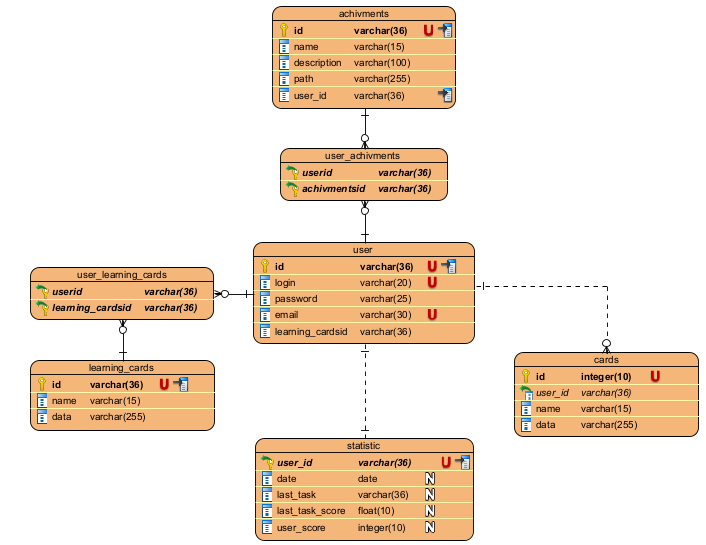 achivments
id varchar(36) U
name varchar(15)
description varchar(100)
path varchar(255)
user_id varchar(36)
user_achivments
userid varchar(36)
achivmentsid varchar(36)
user
id varchar(36) U
login varchar(20) U
password varchar(25)
email varchar(30) U
learning_cardsid varchar(36)
user_learning_cards
userid varchar(36)
learning_cardsid varchar(36)
learning_cards
id varchar(36) U
name varchar(15)
data varchar(255)
cards
id integer(10) U
user_id varchar(36)
name varchar(15)
data varchar(255)
statistic
user_id varchar(36) U
date date N
last_task varchar(36) N
last_task_score float(10) N
user_score integer(10) N